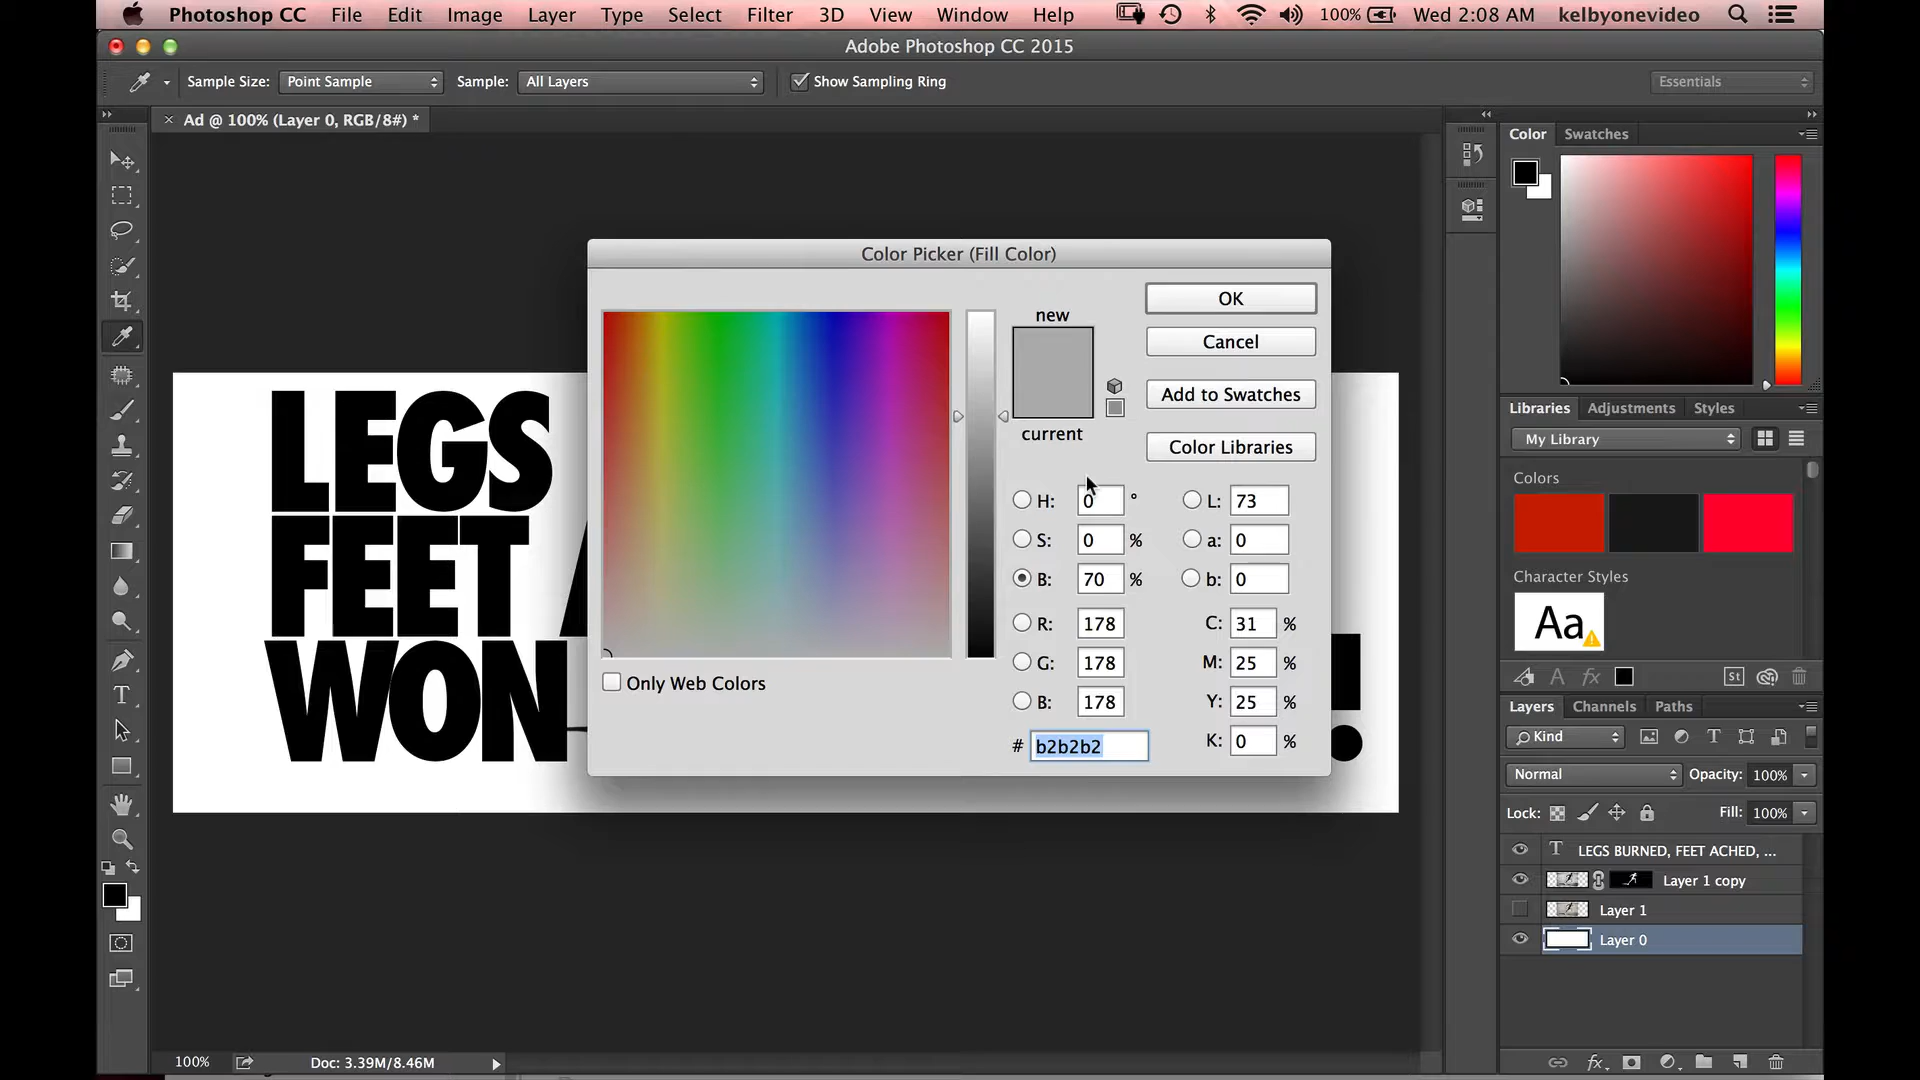 Photoshop CC File Edit Image Layer Type Select Filter 3D View Window Help 100% Wed 2:08 AM kelbyonevideo
Adobe Photoshop CC 2015
Sample Size: Point Sample Sample: All Layers Show Sampling Ring Essentials
Ad @ 100% (Layer 0, RGB/8#) *
Color Swatches
LEGS
FEET A
WON
Color Picker (Fill Color)
new
current
OK
Cancel
Add to Swatches
Color Libraries
H: 0 ° L: 73
S: 0 % a: 0
B: 70 % b: 0
R: 178 C: 31 %
G: 178 M: 25 %
B: 178 Y: 25 %
# b2b2b2 K: 0 %
Only Web Colors
Libraries Adjustments Styles
My Library
Colors
Character Styles
Aa
A fx St
Layers Channels Paths
Kind T
Normal Opacity: 100%
Lock: Fill: 100%
T LEGS BURNED, FEET ACHED, ...
Layer 1 copy
Layer 1
Layer 0
fx
T
100% Doc: 3.39M/8.46M